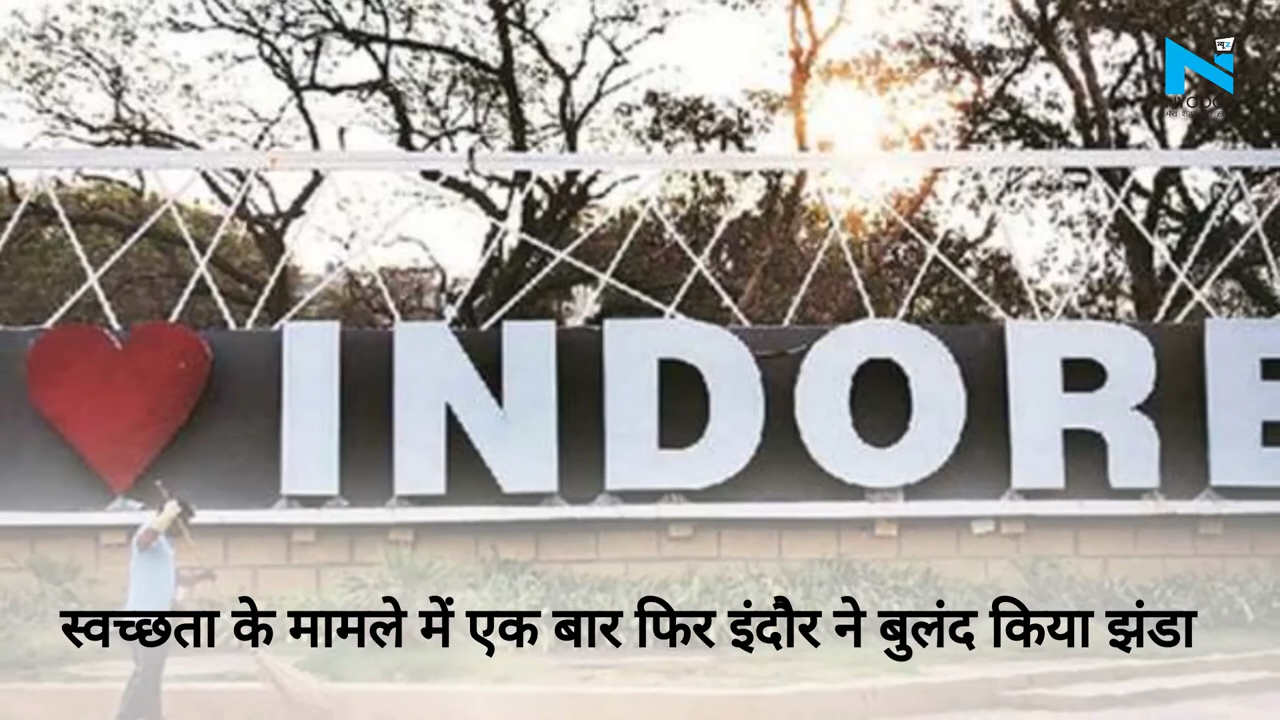 न्यूज़
INDORE
स्वच्छता के मामले में एक बार फिर इंदौर ने बुलंद किया झंडा